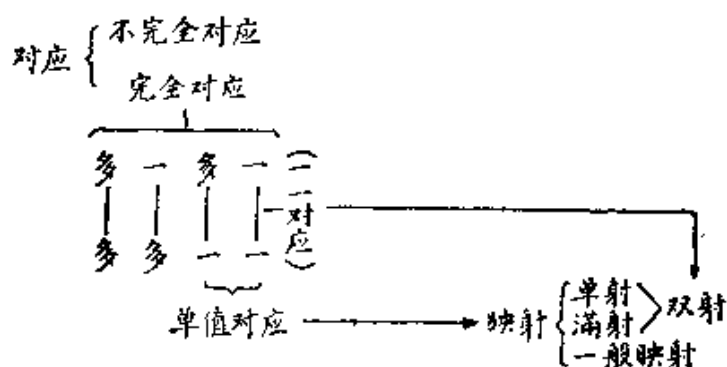 不完全对应
对应
完全对应
多 一 多 一 (一一对应)
多 多 一 一
单值对应
映射
单射
满射
双射
一般映射